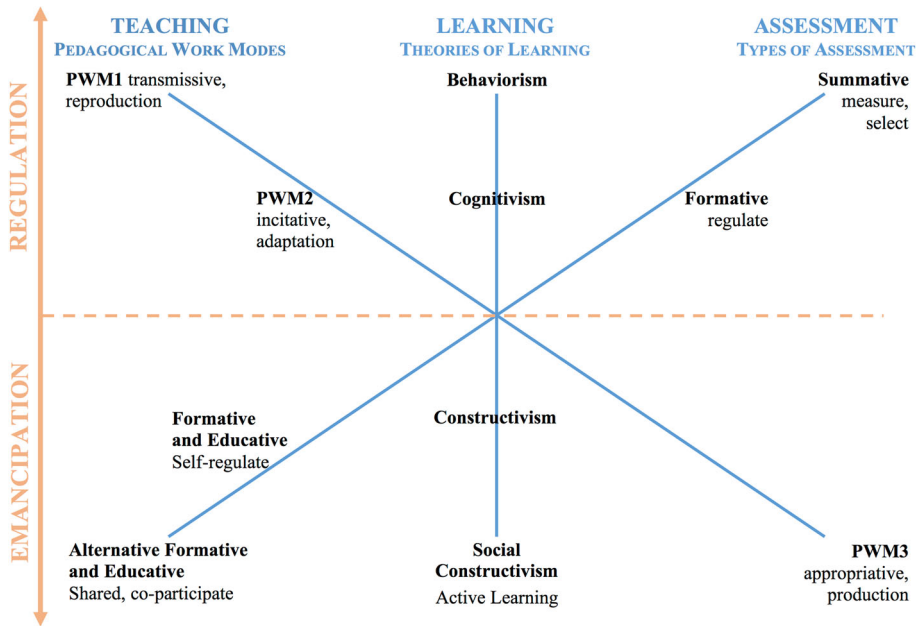 TEACHING
PEDAGOGICAL WORK MODES
LEARNING
THEORIES OF LEARNING
ASSESSMENT
TYPES OF ASSESSMENT
REGULATION
PWM1 transmissive,
reproduction
Behaviorism
Summative
measure,
select
PWM2
incitative,
adaptation
Cognitivism
Formative
regulate
EMANCIPATION
Formative
and Educative
Self-regulate
Constructivism
Alternative Formative
and Educative
Shared, co-participate
Social
Constructivism
Active Learning
PWM3
appropriative,
production